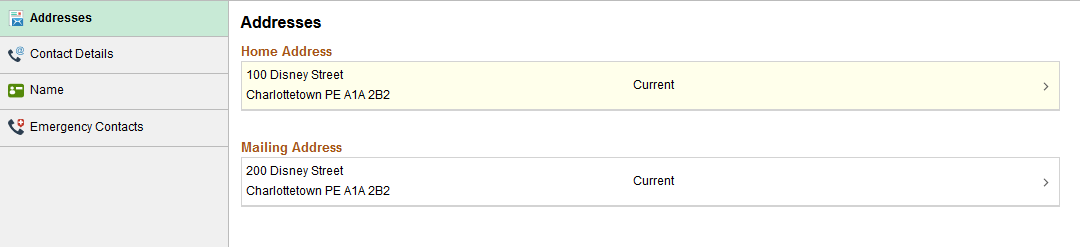 Addresses
Contact Details
Name
Emergency Contacts
Addresses
Home Address
100 Disney Street
Charlottetown PE A1A 2B2
Current
Mailing Address
200 Disney Street
Charlottetown PE A1A 2B2
Current